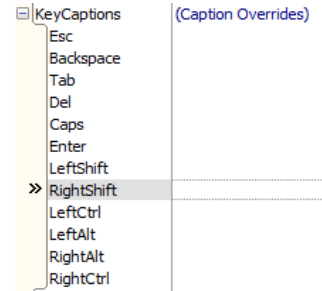 KeyCaptions (Caption Overrides)
Esc
Backspace
Tab
Del
Caps
Enter
LeftShift
» RightShift
LeftCtrl
LeftAlt
RightAlt
RightCtrl